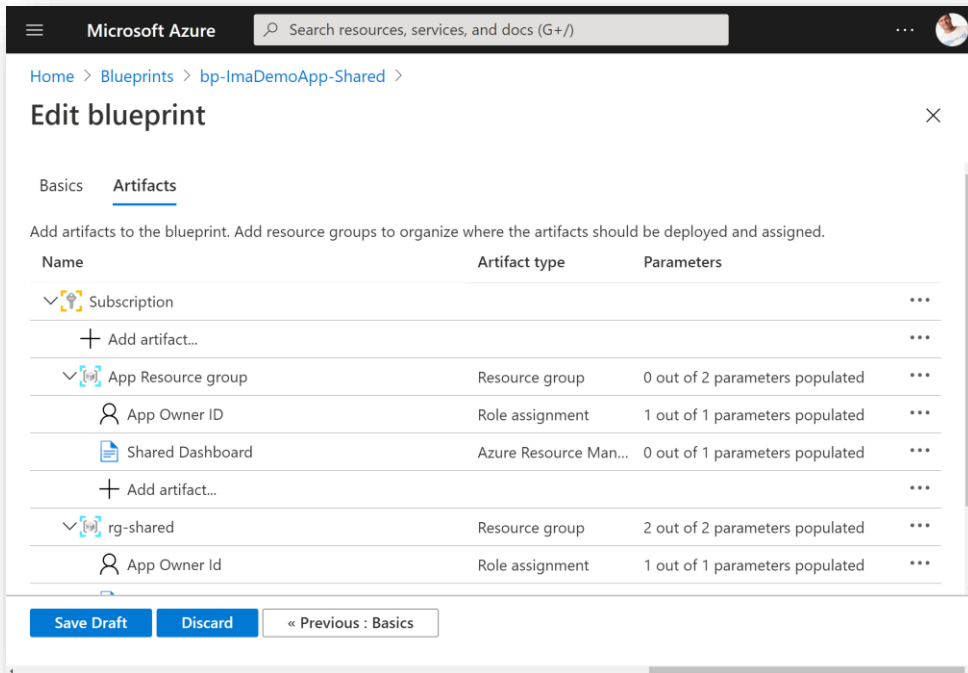 Microsoft Azure
Search resources, services, and docs (G+/)
Home > Blueprints > bp-ImaDemoApp-Shared >
Edit blueprint
Basics Artifacts
Add artifacts to the blueprint. Add resource groups to organize where the artifacts should be deployed and assigned.
Name Artifact type Parameters
Subscription
Add artifact...
App Resource group Resource group 0 out of 2 parameters populated
App Owner ID Role assignment 1 out of 1 parameters populated
Shared Dashboard Azure Resource Man... 0 out of 1 parameters populated
Add artifact...
rg-shared Resource group 2 out of 2 parameters populated
App Owner Id Role assignment 1 out of 1 parameters populated
Save Draft Discard « Previous : Basics